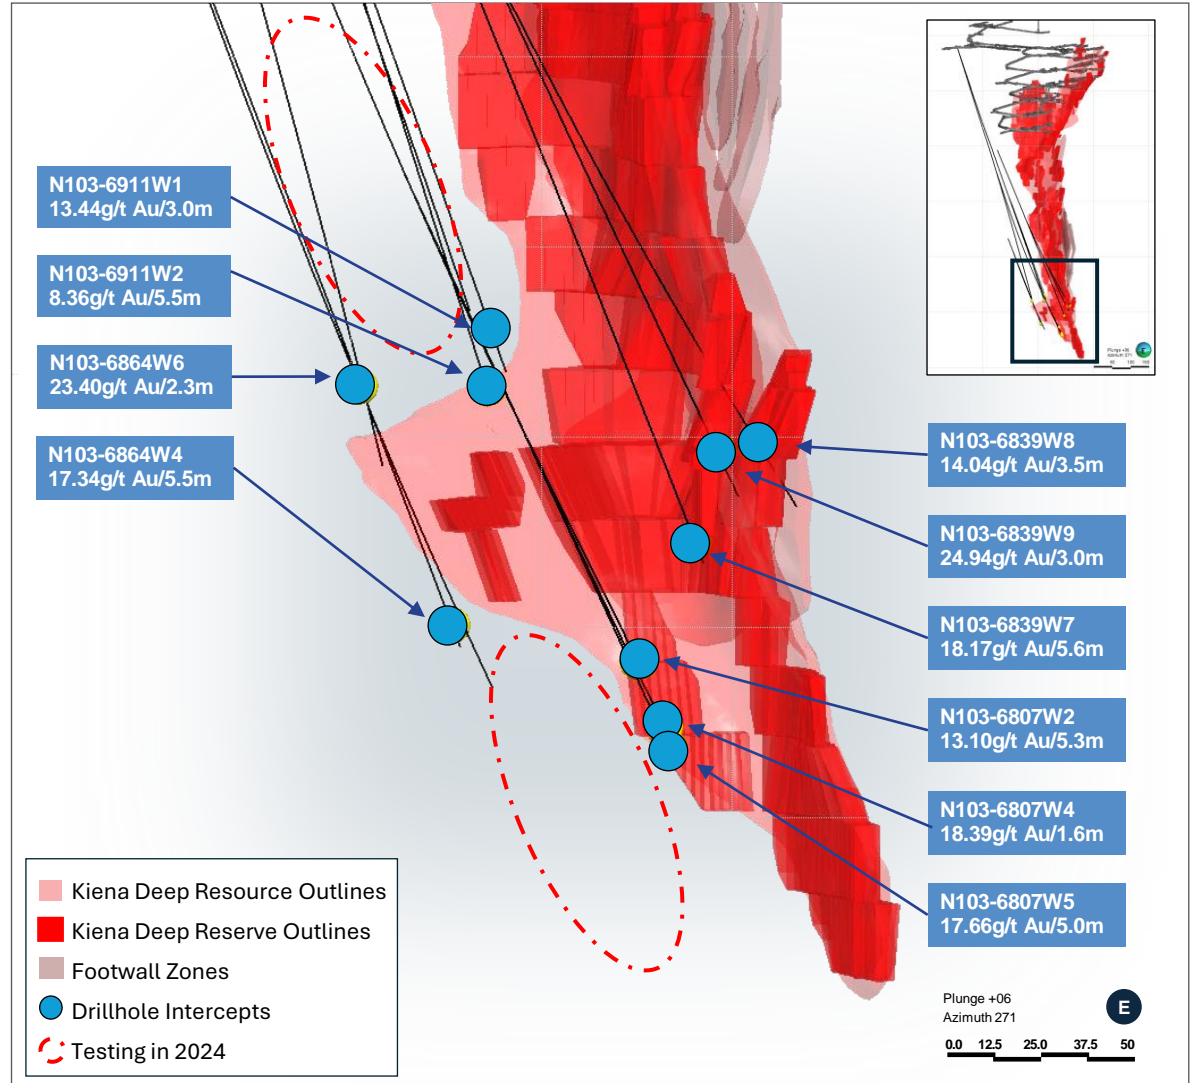 N103-6911W1
13.44g/t Au/3.0m
N103-6911W2
8.36g/t Au/5.5m
N103-6864W6
23.40g/t Au/2.3m
N103-6864W4
17.34g/t Au/5.5m
Plunge +06
Azimuth 271
N103-6839W8
14.04g/t Au/3.5m
N103-6839W9
24.94g/t Au/3.0m
N103-6839W7
18.17g/t Au/5.6m
N103-6807W2
13.10g/t Au/5.3m
N103-6807W4
18.39g/t Au/1.6m
N103-6807W5
17.66g/t Au/5.0m
Kiena Deep Resource Outlines
Kiena Deep Reserve Outlines
Footwall Zones
Drillhole Intercepts
Testing in 2024
Plunge +06
Azimuth 271
E
0.0 12.5 25.0 37.5 50